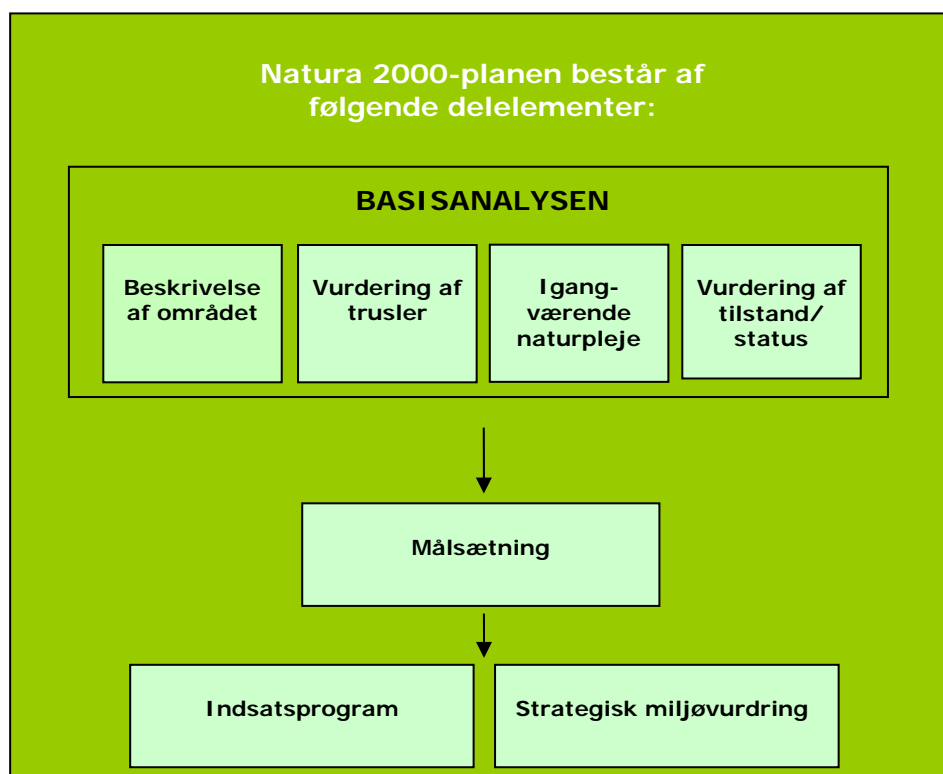 Natura 2000-planen består af
følgende delelementer:
BASISANALYSEN
Beskrivelse
af området
Vurdering af
trusler
Igang-
værende
naturpleje
Vurdering af
tilstand/
status
Målsætning
Indsatsprogram
Strategisk miljøvurdring